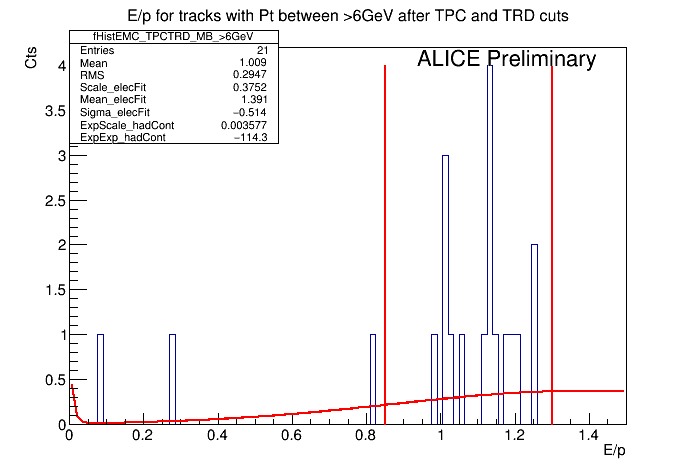 E/p for tracks with Pt between >6GeV after TPC and TRD cuts
fHistEMC_TPCTRD_MB_>6GeV
Entries 21
Mean 1.009
RMS 0.2947
Scale_elecFit 0.3752
Mean_elecFit 1.391
Sigma_elecFit −0.514
ExpScale_hadCont 0.003577
ExpExp_hadCont −114.3
ALICE Preliminary
Cts
4
3.5
3
2.5
2
1.5
1
0.5
0
0 0.2 0.4 0.6 0.8 1 1.2 1.4
E/p